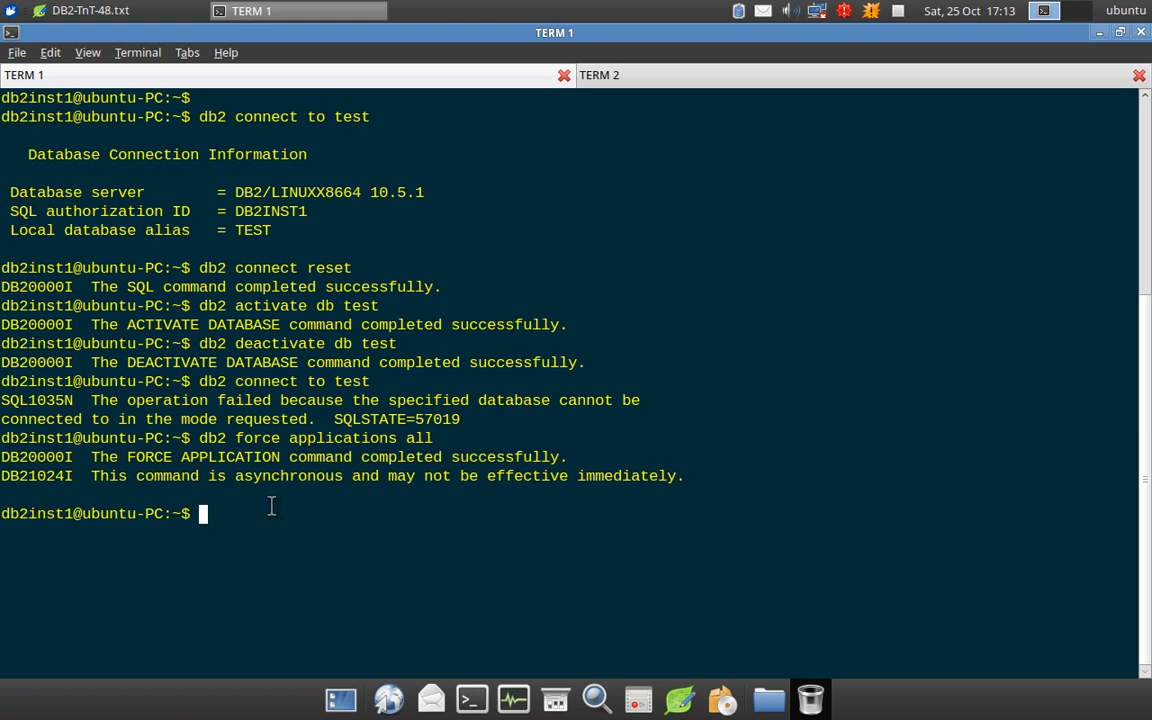 DB2-TnT-48.txt
TERM 1
Sat, 25 Oct 17:13
ubuntu
TERM 1
File Edit View Terminal Tabs Help
TERM 1
TERM 2
db2inst1@ubuntu-PC:~$
db2inst1@ubuntu-PC:~$ db2 connect to test
Database Connection Information
Database server = DB2/LINUXX8664 10.5.1
SQL authorization ID = DB2INST1
Local database alias = TEST
db2inst1@ubuntu-PC:~$ db2 connect reset
DB20000I The SQL command completed successfully.
db2inst1@ubuntu-PC:~$ db2 activate db test
DB20000I The ACTIVATE DATABASE command completed successfully.
db2inst1@ubuntu-PC:~$ db2 deactivate db test
DB20000I The DEACTIVATE DATABASE command completed successfully.
db2inst1@ubuntu-PC:~$ db2 connect to test
SQL1035N The operation failed because the specified database cannot be
connected to in the mode requested. SQLSTATE=57019
db2inst1@ubuntu-PC:~$ db2 force applications all
DB20000I The FORCE APPLICATION command completed successfully.
DB21024I This command is asynchronous and may not be effective immediately.
db2inst1@ubuntu-PC:~$